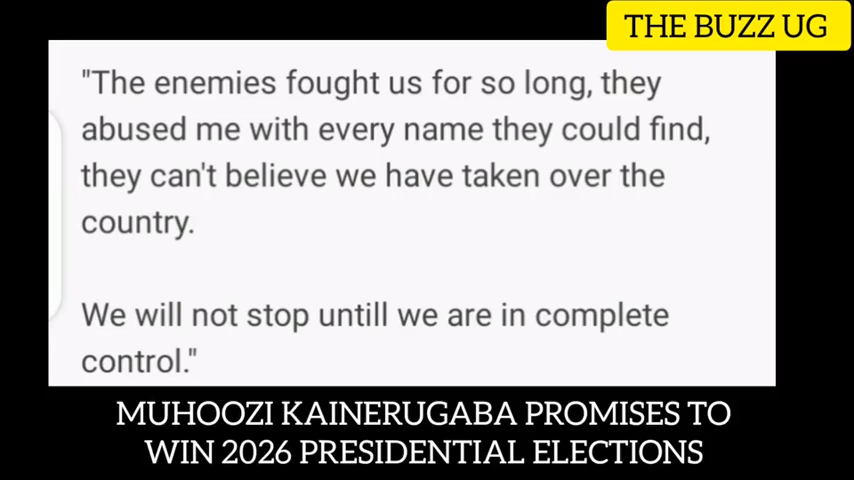 THE BUZZ UG
"The enemies fought us for so long, they
abused me with every name they could find,
they can't believe we have taken over the
country.
We will not stop untill we are in complete
control."
MUHOOZI KAINERUGABA PROMISES TO
WIN 2026 PRESIDENTIAL ELECTIONS